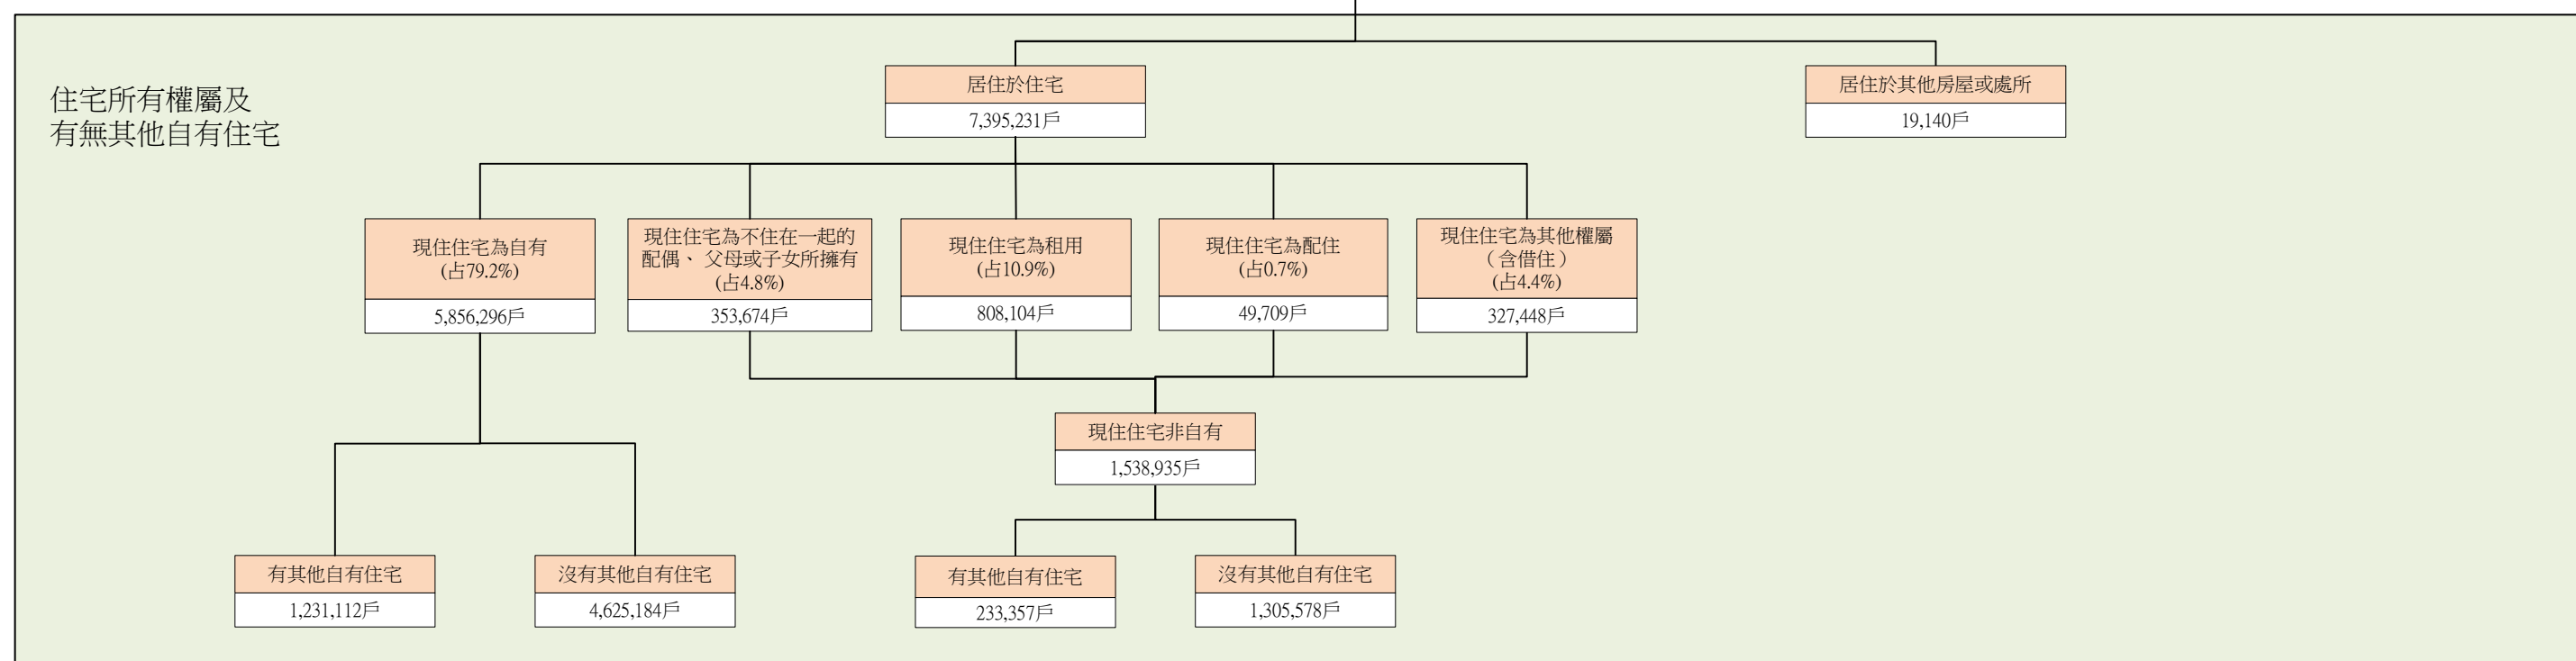 住宅所有權屬及
有無其他自有住宅
居住於住宅
7,395,231戶
居住於其他房屋或處所
19,140戶
現住住宅為自有
(占79.2%)
5,856,296戶
現住住宅為不住在一起的
配偶、 父母或子女所擁有
(占4.8%)
353,674戶
現住住宅為租用
(占10.9%)
808,104戶
現住住宅為配住
(占0.7%)
49,709戶
現住住宅為其他權屬
（含借住）
(占4.4%)
327,448戶
現住住宅非自有
1,538,935戶
有其他自有住宅
1,231,112戶
沒有其他自有住宅
4,625,184戶
有其他自有住宅
233,357戶
沒有其他自有住宅
1,305,578戶